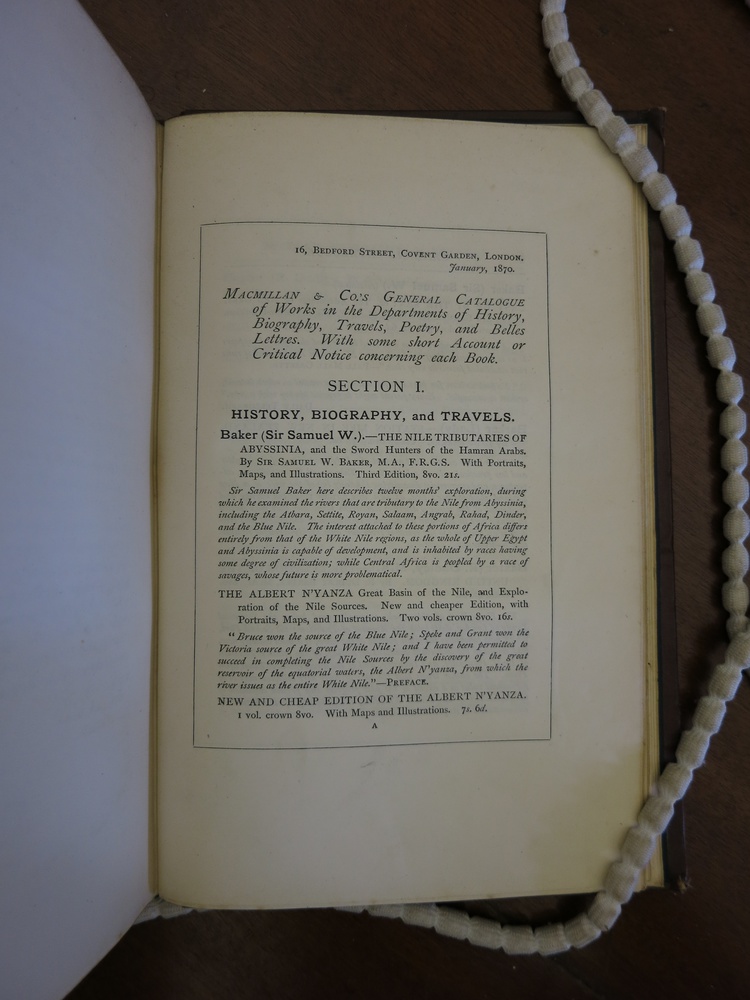 16, Bedford Street, Covent Garden, London.
January, 1870.
Macmillan & Co.'s General Catalogue
of Works in the Departments of History,
Biography, Travels, Poetry, and Belles
Lettres. With some short Account or
Critical Notice concerning each Book.
SECTION I.
HISTORY, BIOGRAPHY, and TRAVELS.
Baker (Sir Samuel W.).—THE NILE TRIBUTARIES OF
ABYSSINIA, and the Sword Hunters of the Hamran Arabs.
By Sir Samuel W. Baker, M.A., F.R.G.S. With Portraits,
Maps, and Illustrations. Third Edition, 8vo. 21s.
Sir Samuel Baker here describes twelve months' exploration, during
which he examined the rivers that are tributary to the Nile from Abyssinia,
including the Atbara, Settite, Royan, Salaam, Angrab, Rahad, Dinder,
and the Blue Nile. The interest attached to these portions of Africa differs
entirely from that of the White Nile regions, as the whole of Upper Egypt
and Abyssinia is capable of development, and is inhabited by races having
some degree of civilization; while Central Africa is peopled by a race of
savages, whose future is more problematical.
THE ALBERT N'YANZA Great Basin of the Nile, and Explo-
ration of the Nile Sources. New and cheaper Edition, with
Portraits, Maps, and Illustrations. Two vols. crown 8vo. 16s.
"Bruce won the source of the Blue Nile; Speke and Grant won the
Victoria source of the great White Nile; and I have been permitted to
succeed in completing the Nile Sources by the discovery of the great
reservoir of the equatorial waters, the Albert N'yanza, from which the
river issues as the entire White Nile."—Preface.
NEW AND CHEAP EDITION OF THE ALBERT N'YANZA.
1 vol. crown 8vo. With Maps and Illustrations. 7s. 6d.
A